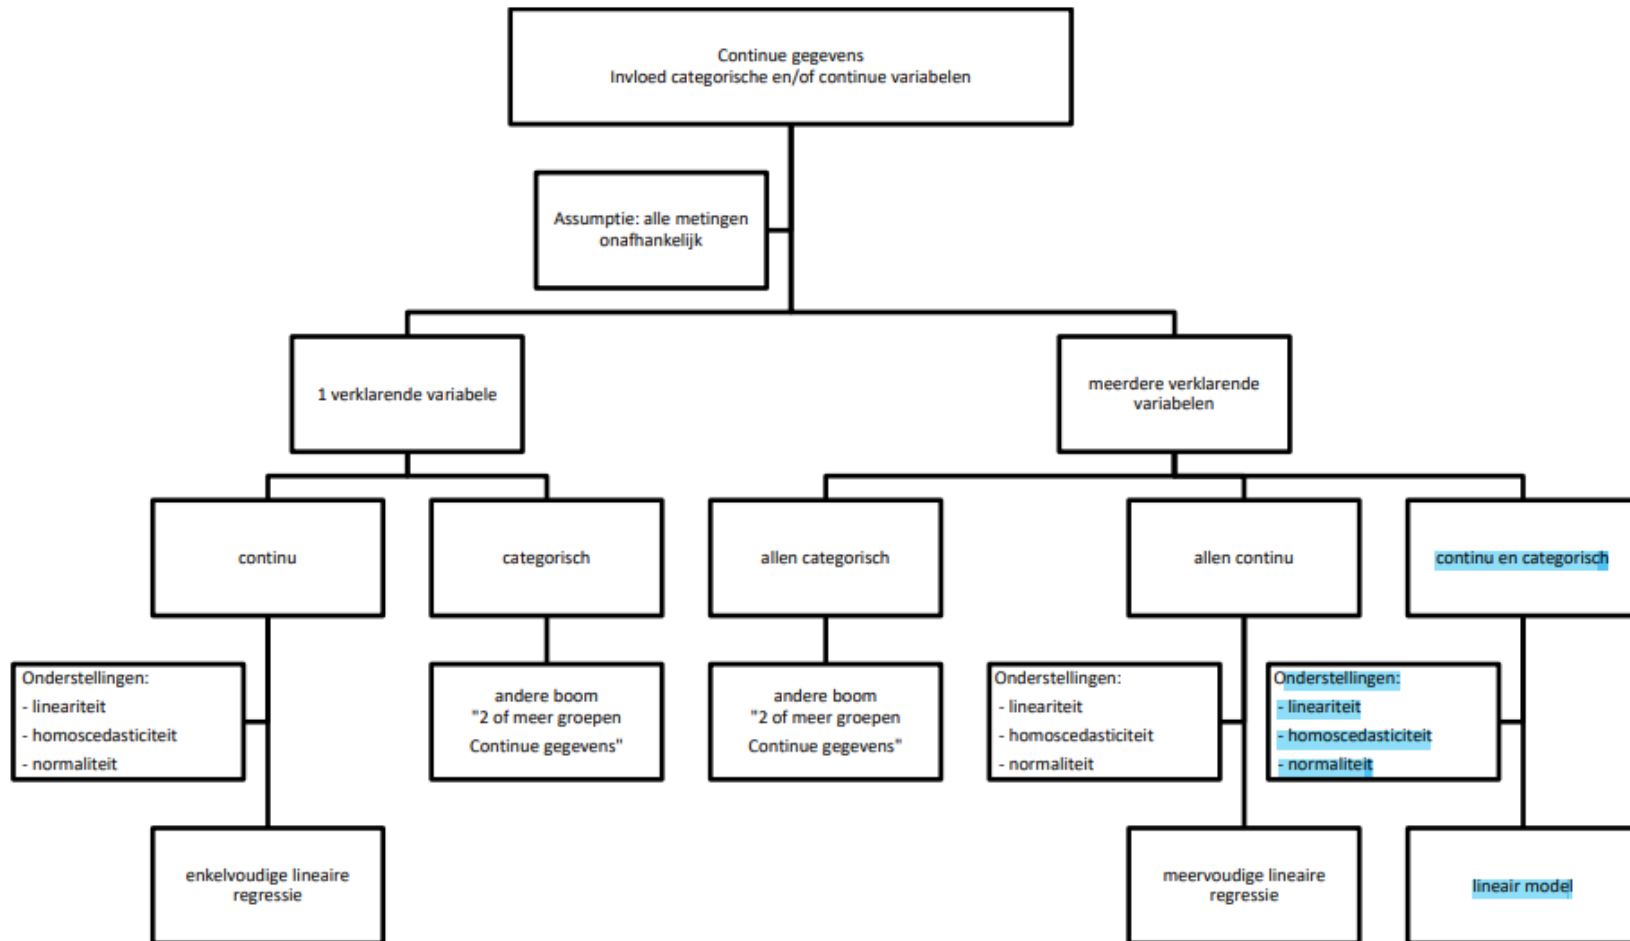 Continue gegevens
Invloed categorische en/of continue variabelen
Assumptie: alle metingen
onafhankelijk
1 verklarende variabele
meerdere verklarende
variabelen
continu
categorisch
allen categorisch
allen continu
continu en categorisch
Onderstellingen:
- lineariteit
- homoscedasticiteit
- normaliteit
andere boom
"2 of meer groepen
Continue gegevens"
andere boom
"2 of meer groepen
Continue gegevens"
Onderstellingen:
- lineariteit
- homoscedasticiteit
- normaliteit
Onderstellingen:
- lineariteit
- homoscedasticiteit
- normaliteit
enkelvoudige lineaire
regressie
meervoudige lineaire
regressie
lineair model